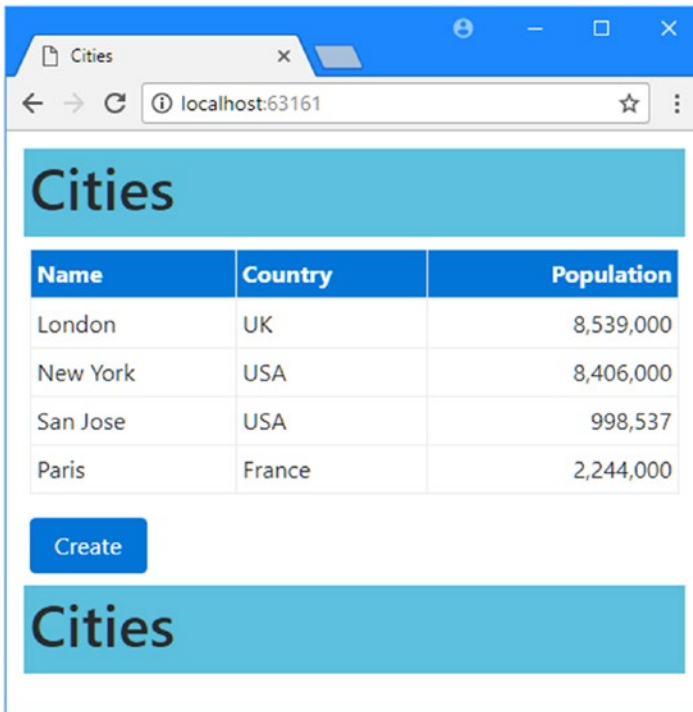 Cities
localhost:63161
Cities
Name Country Population
London UK 8,539,000
New York USA 8,406,000
San Jose USA 998,537
Paris France 2,244,000
Create
Cities